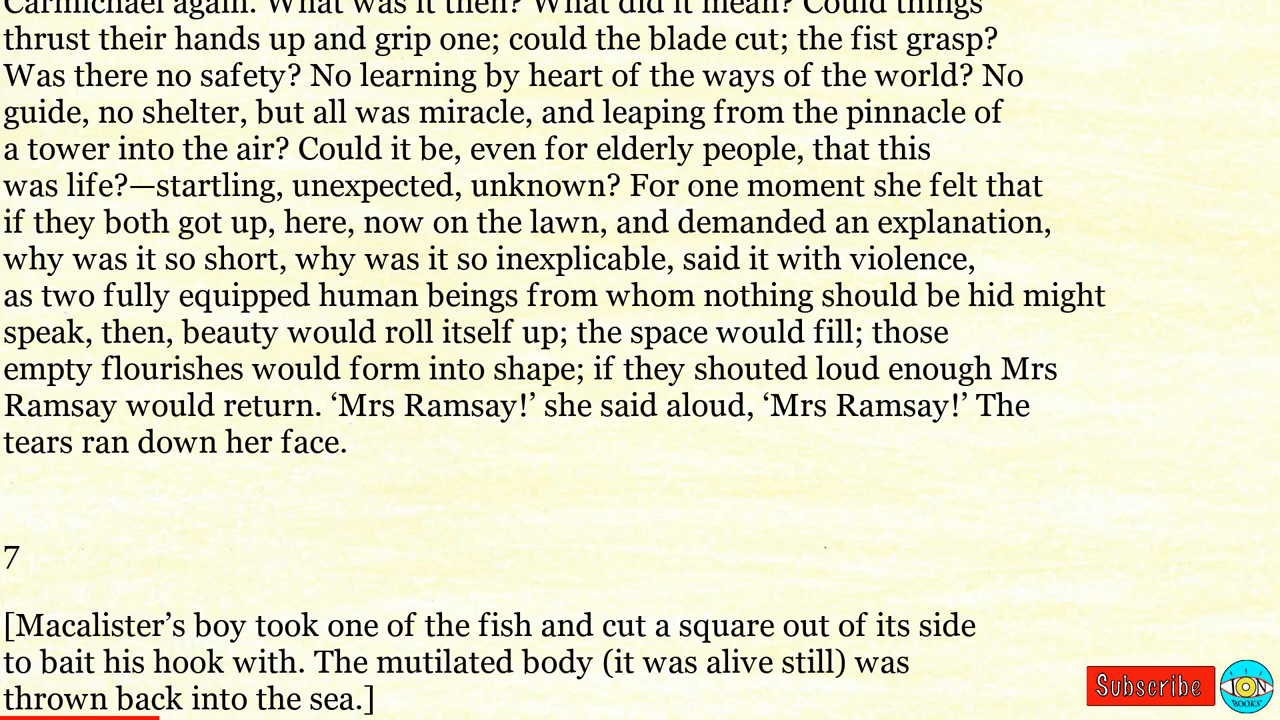 Carmichael again. What was it then? What did it mean? Could things
thrust their hands up and grip one; could the blade cut; the fist grasp?
Was there no safety? No learning by heart of the ways of the world? No
guide, no shelter, but all was miracle, and leaping from the pinnacle of
a tower into the air? Could it be, even for elderly people, that this
was life?—startling, unexpected, unknown? For one moment she felt that
if they both got up, here, now on the lawn, and demanded an explanation,
why was it so short, why was it so inexplicable, said it with violence,
as two fully equipped human beings from whom nothing should be hid might
speak, then, beauty would roll itself up; the space would fill; those
empty flourishes would form into shape; if they shouted loud enough Mrs
Ramsay would return. ‘Mrs Ramsay!’ she said aloud, ‘Mrs Ramsay!’ The
tears ran down her face.
7
[Macalister’s boy took one of the fish and cut a square out of its side
to bait his hook with. The mutilated body (it was alive still) was
thrown back into the sea.]
Subscribe
ION
BOOKS